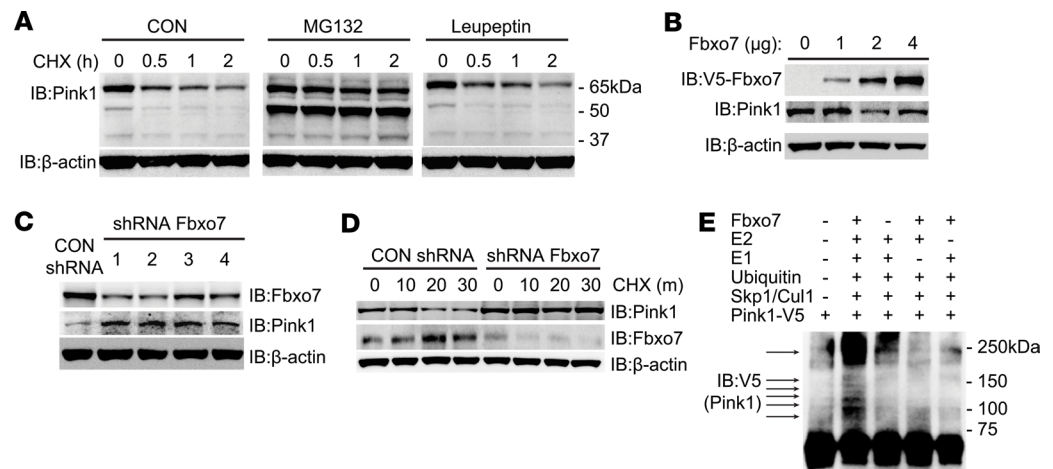 A
CON MG132 Leupeptin
CHX (h) 0 0.5 1 2 0 0.5 1 2 0 0.5 1 2
IB:Pink1
- 65kDa
- 50
- 37
IB:β-actin
B
Fbxo7 (μg): 0 1 2 4
IB:V5-Fbxo7
IB:Pink1
IB:β-actin
C
shRNA Fbxo7
CON
shRNA 1 2 3 4
IB:Fbxo7
IB:Pink1
IB:β-actin
D
CON shRNA shRNA Fbxo7
0 10 20 30 0 10 20 30 CHX (m)
IB:Pink1
IB:Fbxo7
IB:β-actin
E
Fbxo7 - + - + +
E2 - + + + -
E1 - + + - +
Ubiquitin - + + + +
Skp1/Cul1 - + + + +
Pink1-V5 + + + + +
- 250kDa
IB:V5
(Pink1)
- 150
- 100
- 75